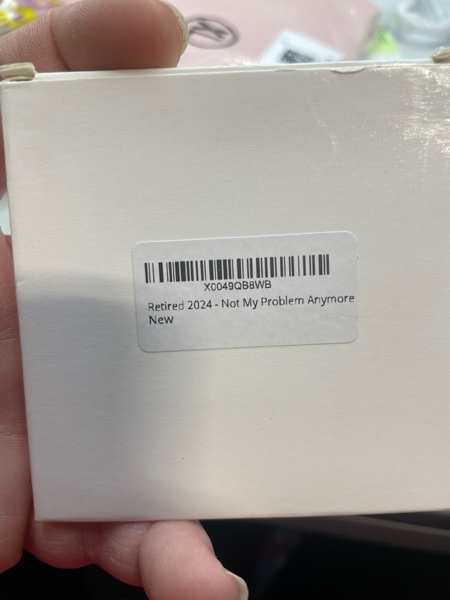 X0049QB8WB
Retired 2024 - Not My Problem Anymore
New